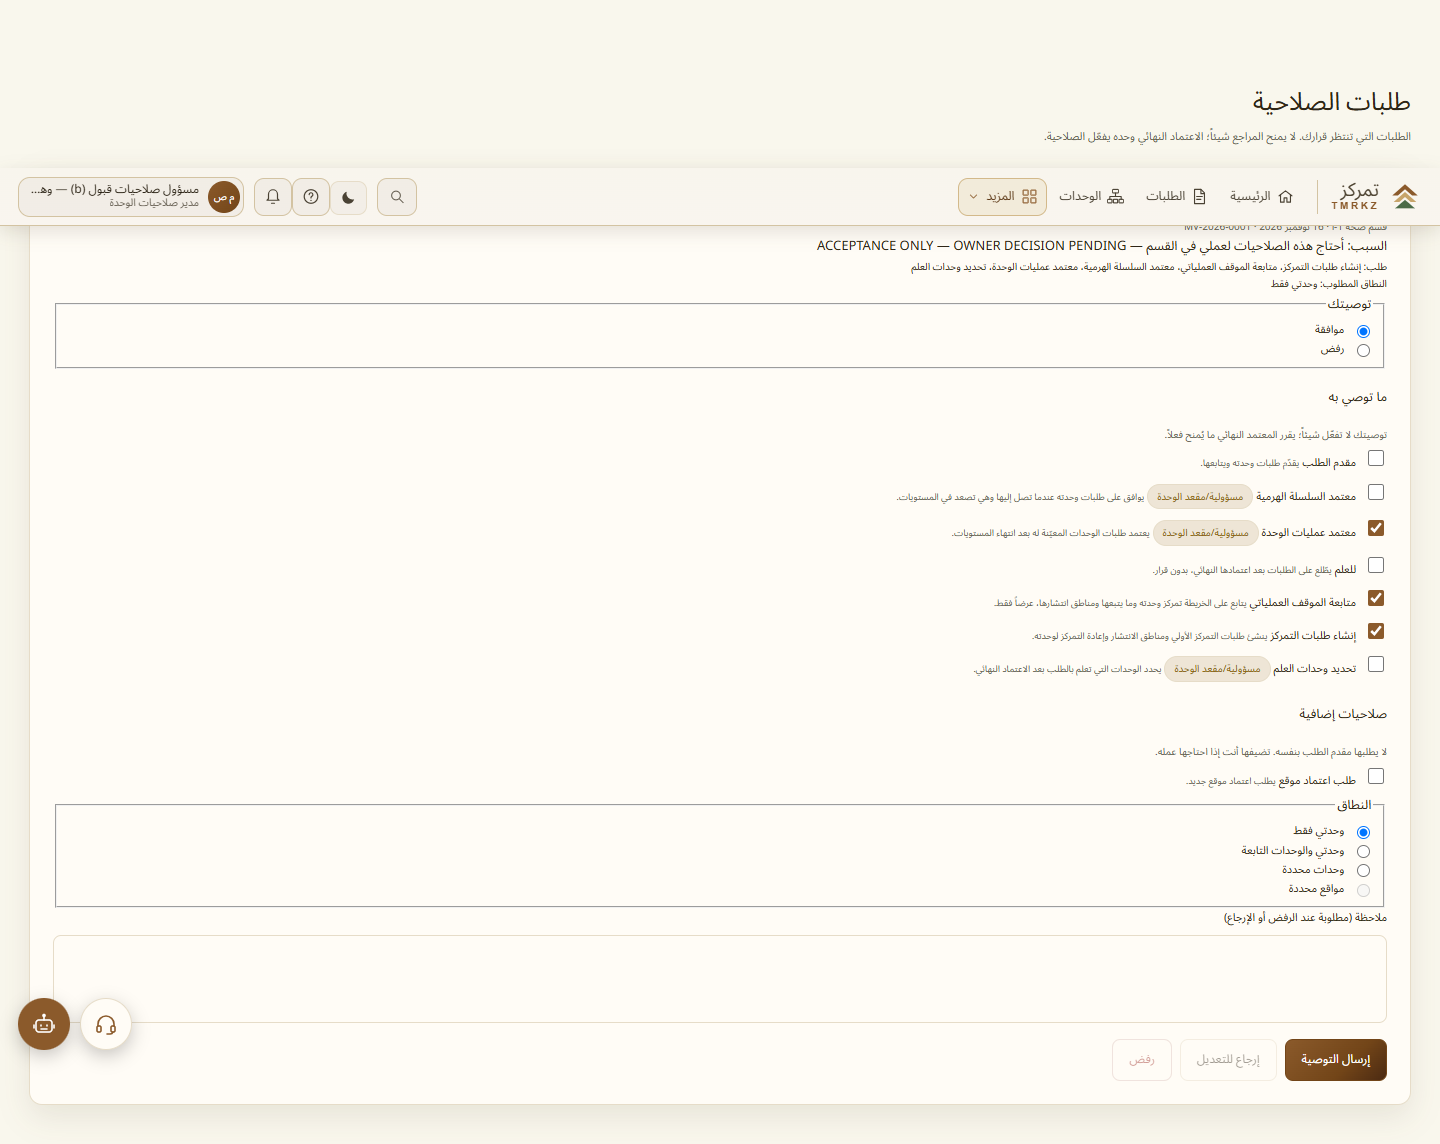 طلبات الصلاحية
الطلبات التي تنتظر قرارك. لا يمنح المراجع شيئاً؛ الاعتماد النهائي وحده يفعّل الصلاحية.
تمركز
TMRKZ
الرئيسية
الطلبات
الوحدات
المزيد
م ص
مسؤول صلاحيات قبول (b) — وهـ...
مدير صلاحيات الوحدة
السبب: أحتاج هذه الصلاحيات لعملي في القسم — ACCEPTANCE ONLY — OWNER DECISION PENDING
طلب: إنشاء طلبات التمركز، متابعة الموقف العملياتي، معتمد السلسلة الهرمية، معتمد عمليات الوحدة، تحديد وحدات العلم
النطاق المطلوب: وحدتي فقط
توصيتك
موافقة
رفض
ما توصي به
توصيتك لا تفعّل شيئاً؛ يقرر المعتمد النهائي ما يُمنح فعلاً.
مقدم الطلب يقدّم طلبات وحدته ويتابعها.
معتمد السلسلة الهرمية مسؤولية/مقعد الوحدة يوافق على طلبات وحدته عندما تصل إليها وهي تصعد في المستويات.
معتمد عمليات الوحدة مسؤولية/مقعد الوحدة يعتمد طلبات الوحدات المعيّنة له بعد انتهاء المستويات.
للعلم يطّلع على الطلبات بعد اعتمادها النهائي، بدون قرار.
متابعة الموقف العملياتي يتابع على الخريطة تمركز وحدته وما يتبعها ومناطق انتشارها، عرضاً فقط.
إنشاء طلبات التمركز ينشئ طلبات التمركز الأولي ومناطق الانتشار وإعادة التمركز لوحدته.
تحديد وحدات العلم مسؤولية/مقعد الوحدة يحدد الوحدات التي تعلم بالطلب بعد الاعتماد النهائي.
صلاحيات إضافية
لا يطلبها مقدم الطلب بنفسه. تضيفها أنت إذا احتاجها عمله.
طلب اعتماد موقع يطلب اعتماد موقع جديد.
النطاق
وحدتي فقط
وحدتي والوحدات التابعة
وحدات محددة
مواقع محددة
ملاحظة (مطلوبة عند الرفض أو الإرجاع)
إرسال التوصية
إرجاع للتعديل
رفض